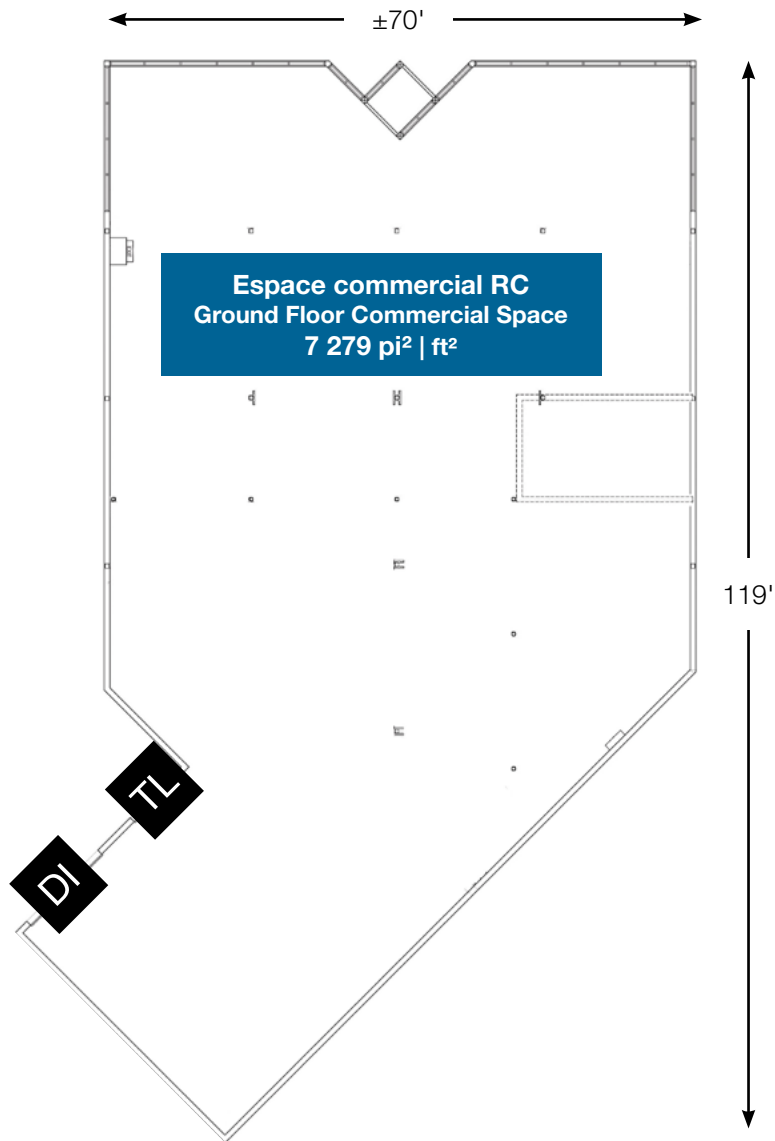 ±70'
Espace commercial RC
Ground Floor Commercial Space
7 279 pi² | ft²
119'
TL
DI